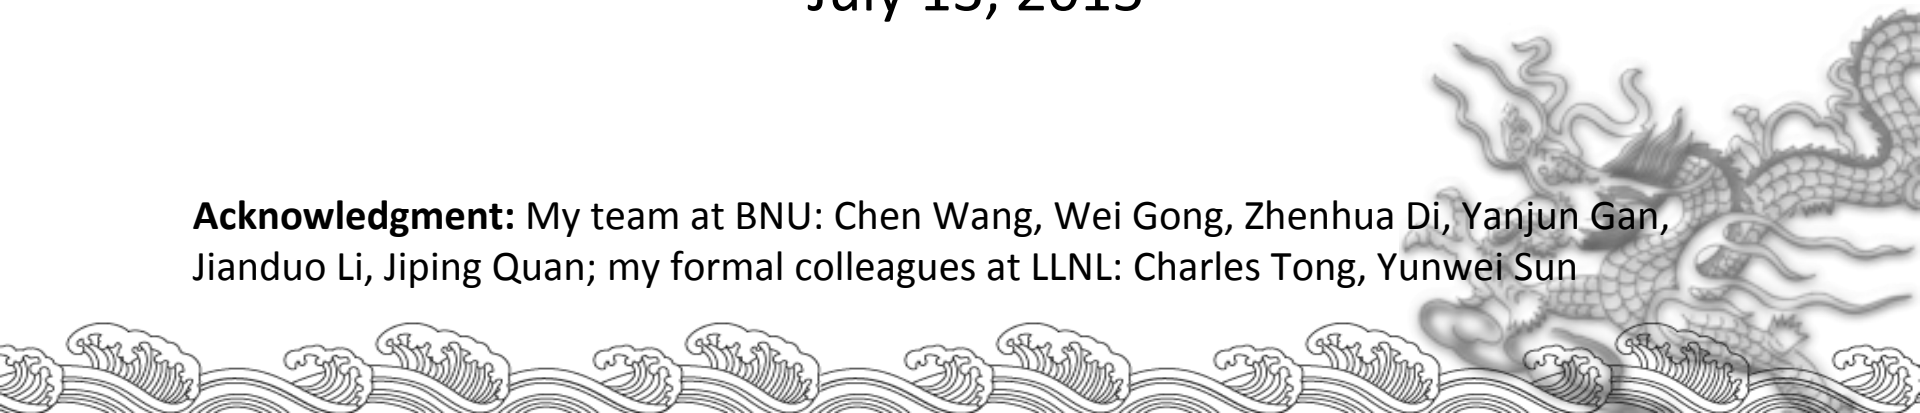 July
Acknowledgment: My team at BNU: Chen Wang, Wei Gong, Zhenhua Di, Yanjun Gan,
Jianduo Li, Jiping Quan; my formal colleagues at LLNL: Charles Tong, Yunwei Sun